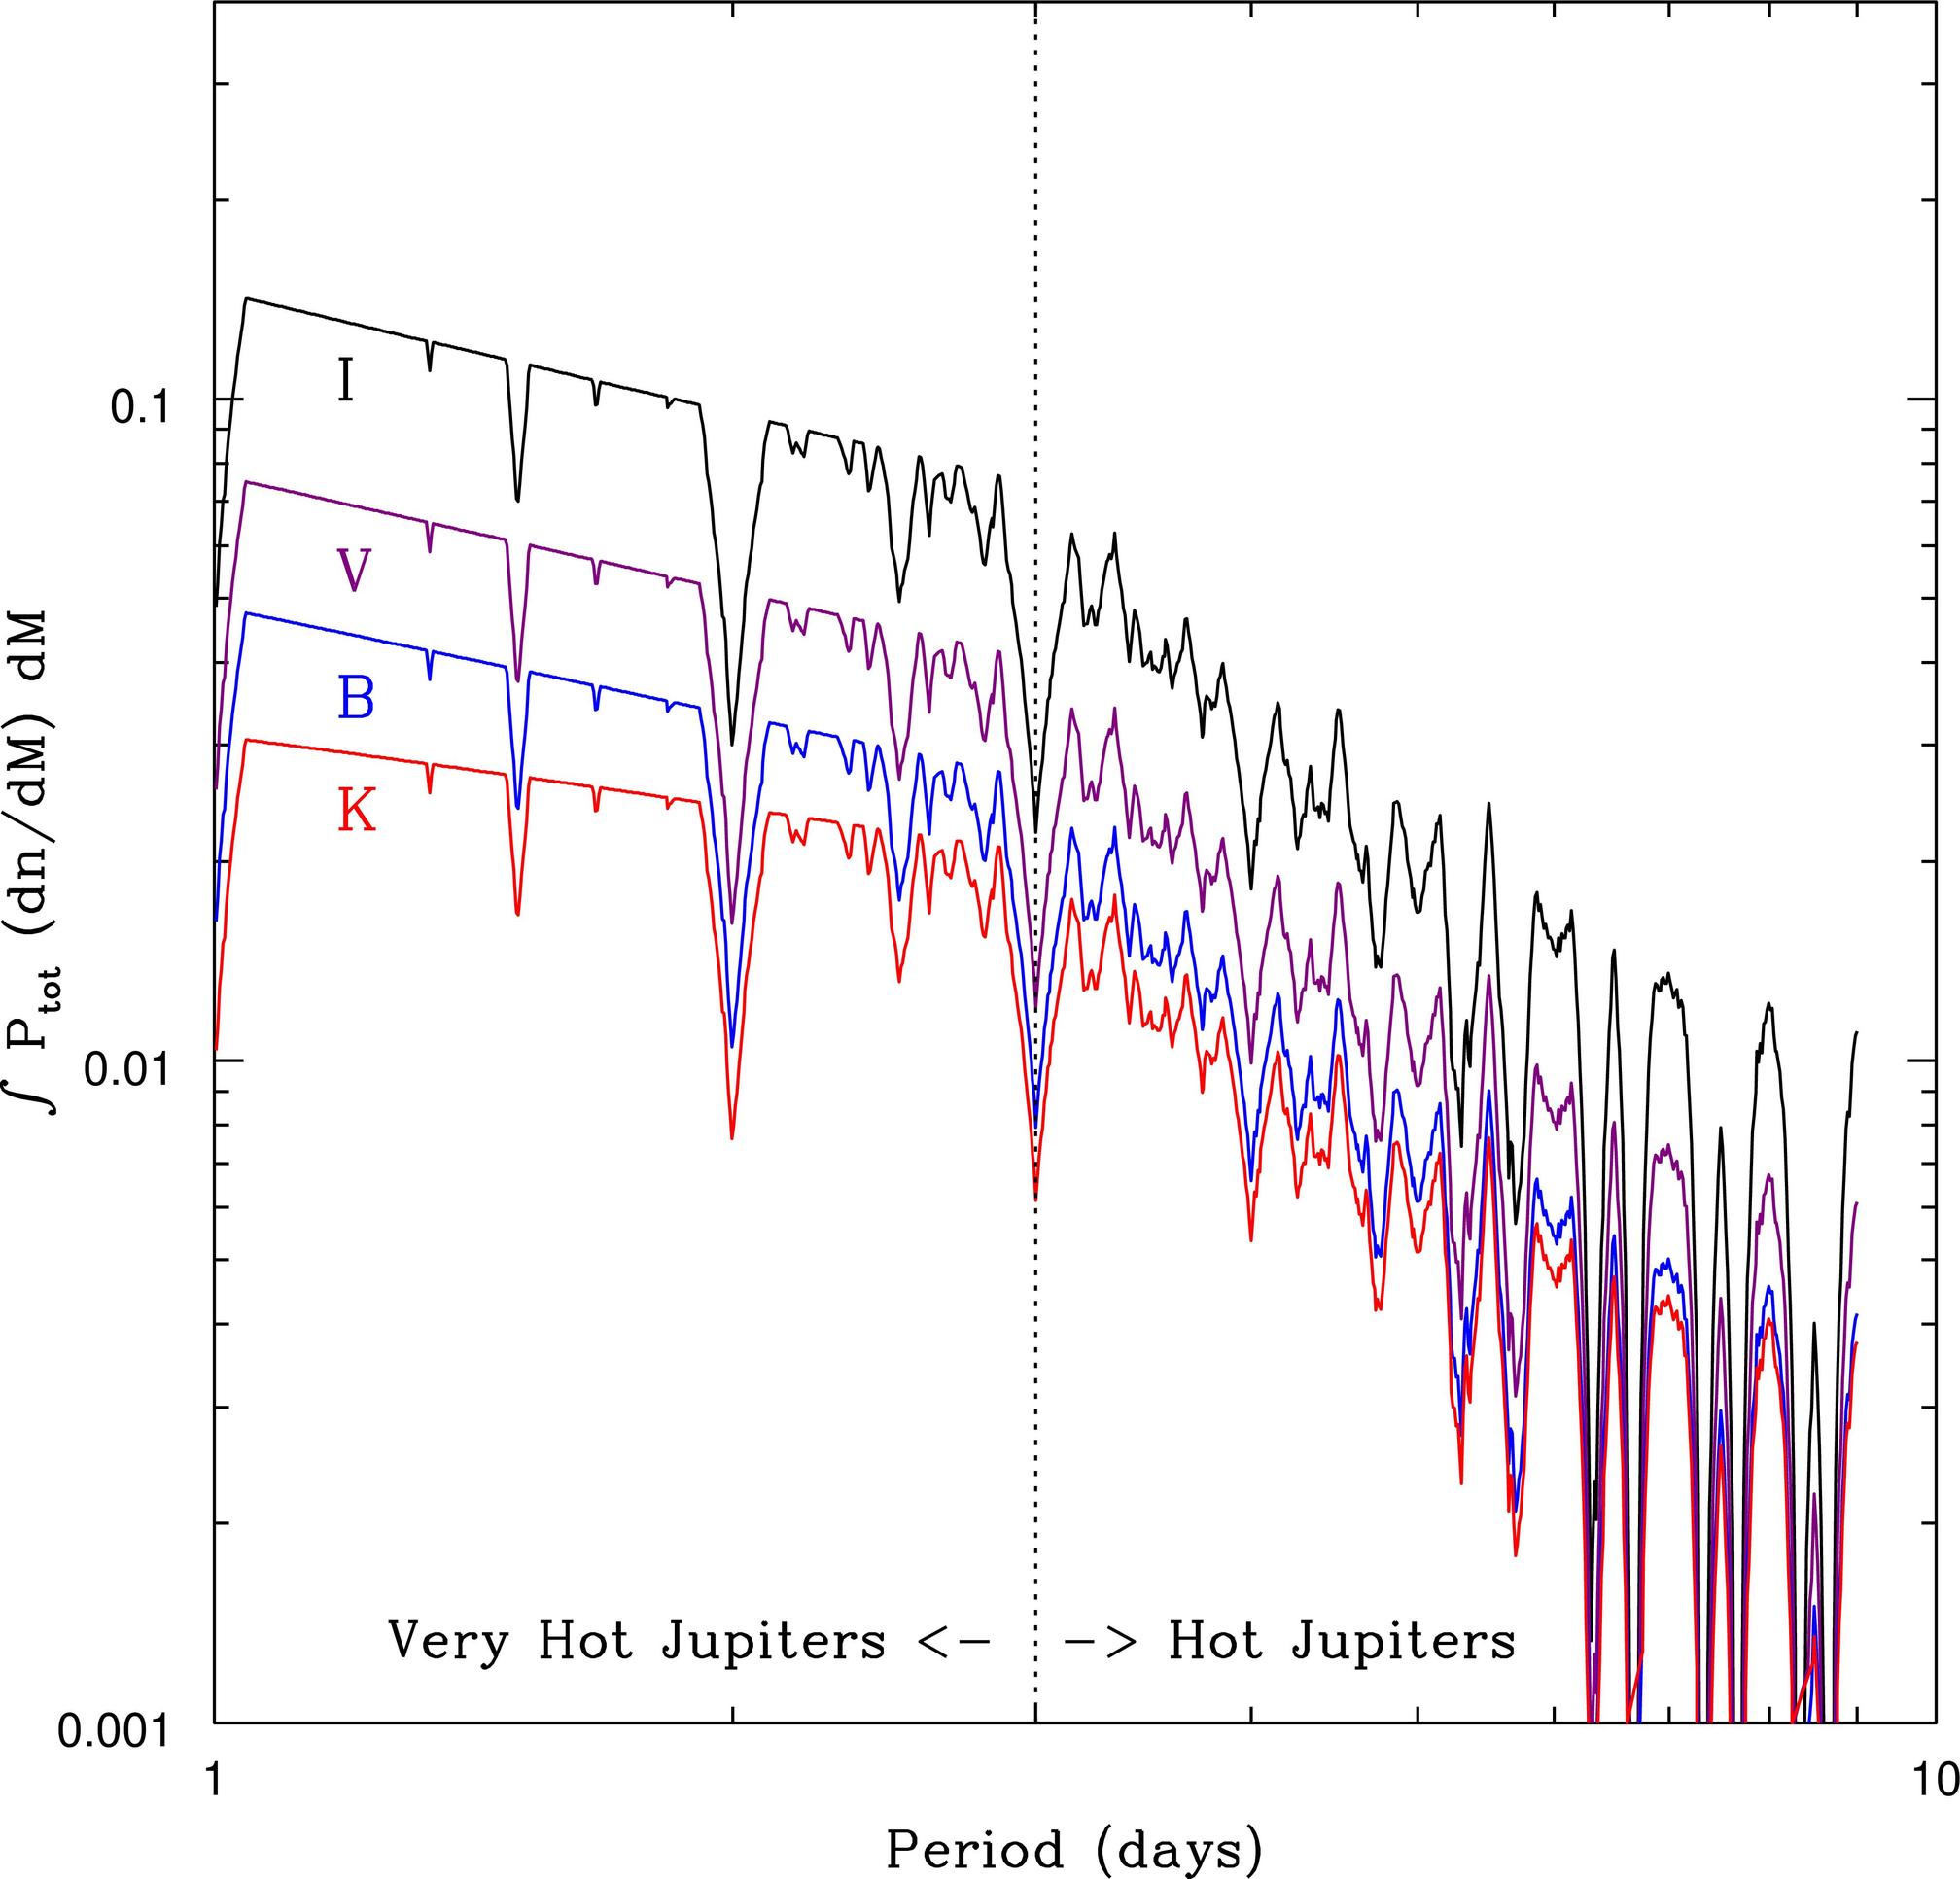 ∫ P_tot (dn/dM) dM
0.1
0.01
0.001
I
V
B
K
Very Hot Jupiters <- -> Hot Jupiters
1
10
Period (days)